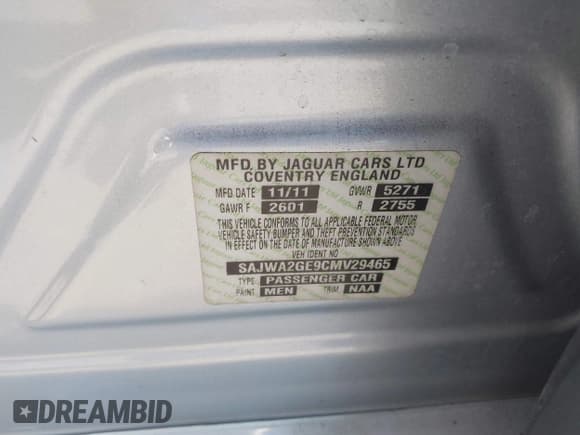 MFD. BY JAGUAR CARS LTD
COVENTRY ENGLAND
MFD DATE 11/11 GVWR 5271
GAWR F 2601 R 2755
THIS VEHICLE CONFORMS TO ALL APPLICABLE FEDERAL MOTOR
VEHICLE SAFETY BUMPER AND THEFT PREVENTION STANDARDS
IN EFFECT ON THE DATE OF MANUFACTURE SHOWN ABOVE
VEH IDENT NO
SAJWA2GE9CMV29465
TYPE PASSENGER CAR
PAINT MEN TRIM NAA
DREAMBID